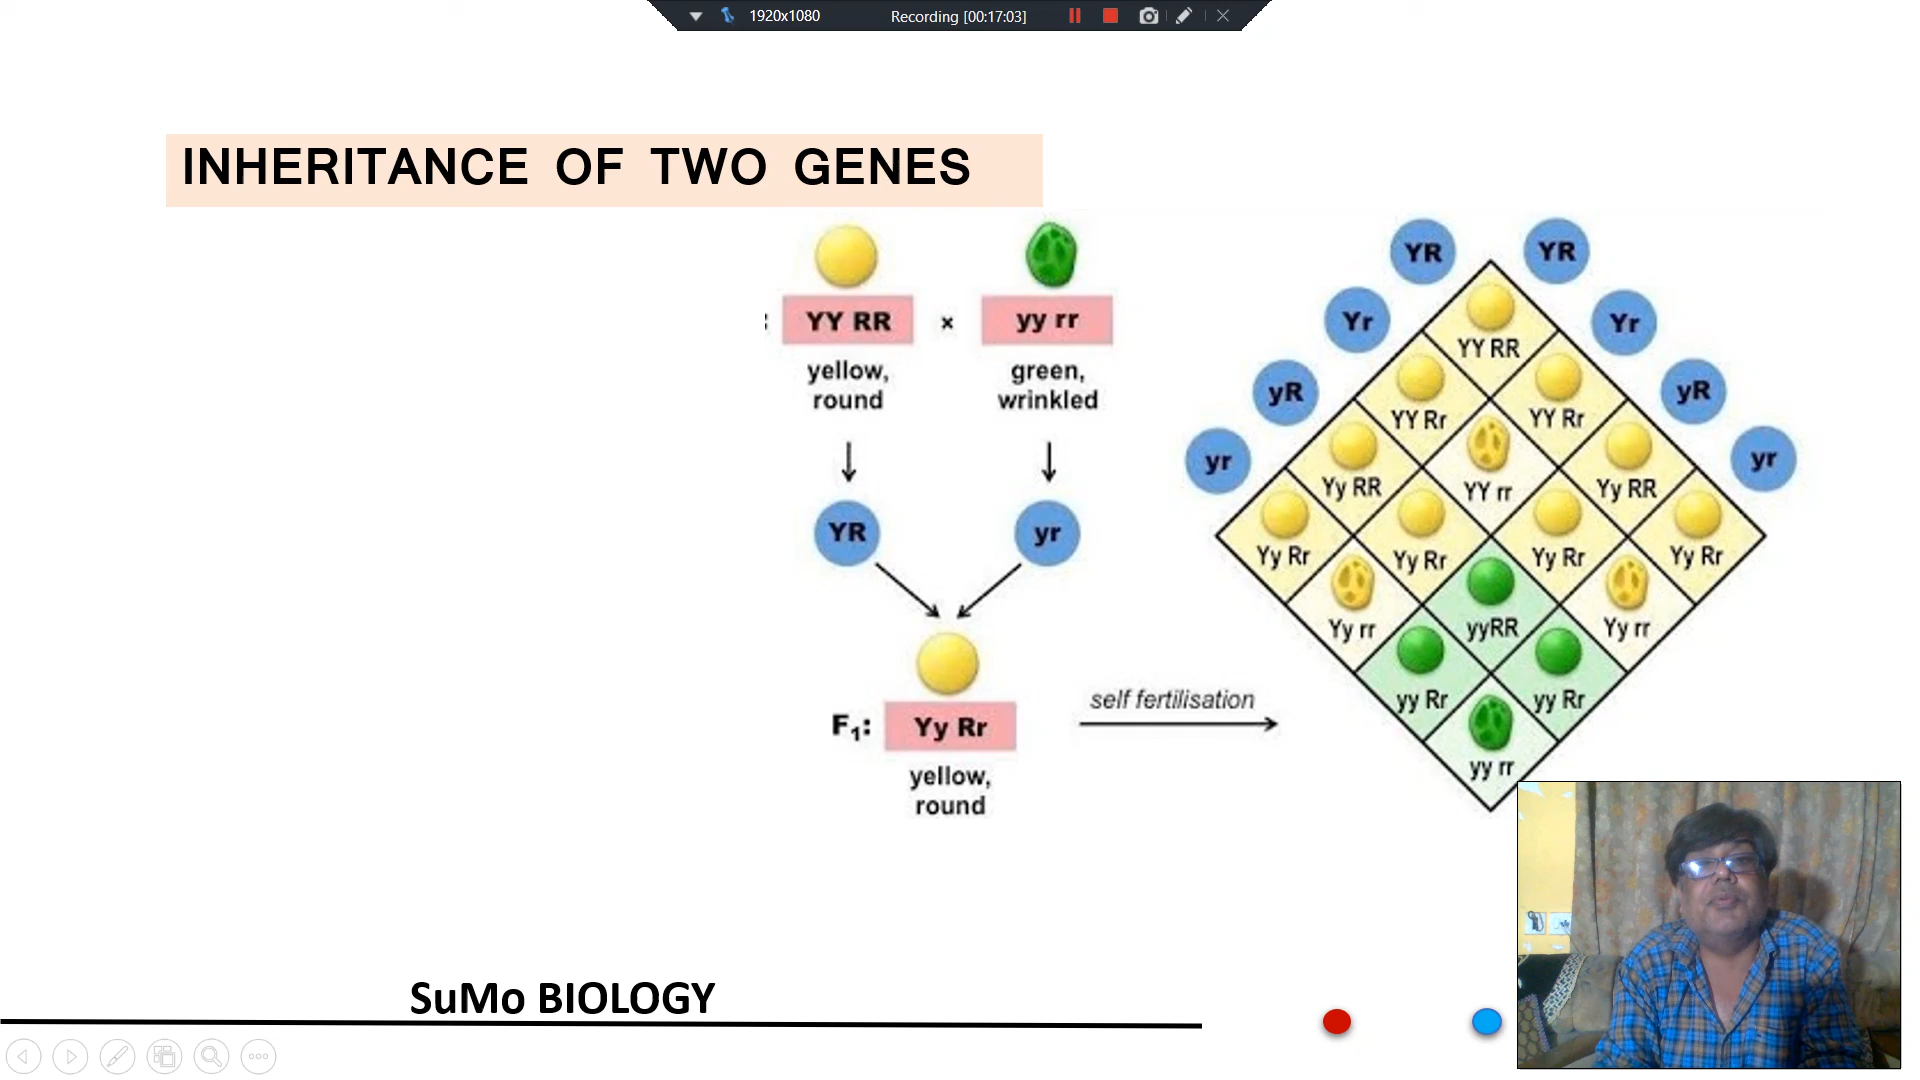 1920x1080
Recording [00:17:03]
INHERITANCE OF TWO GENES
: YY RR × yy rr
yellow,
round
green,
wrinkled
YR
yr
F1: Yy Rr
yellow,
round
self fertilisation
YR
Yr
yR
yr
YR
Yr
yR
yr
YY RR
YY Rr
YY Rr
Yy RR
YY rr
Yy RR
Yy Rr
Yy Rr
Yy Rr
Yy Rr
Yy rr
yyRR
Yy rr
yy Rr
yy Rr
yy rr
SuMo BIOLOGY